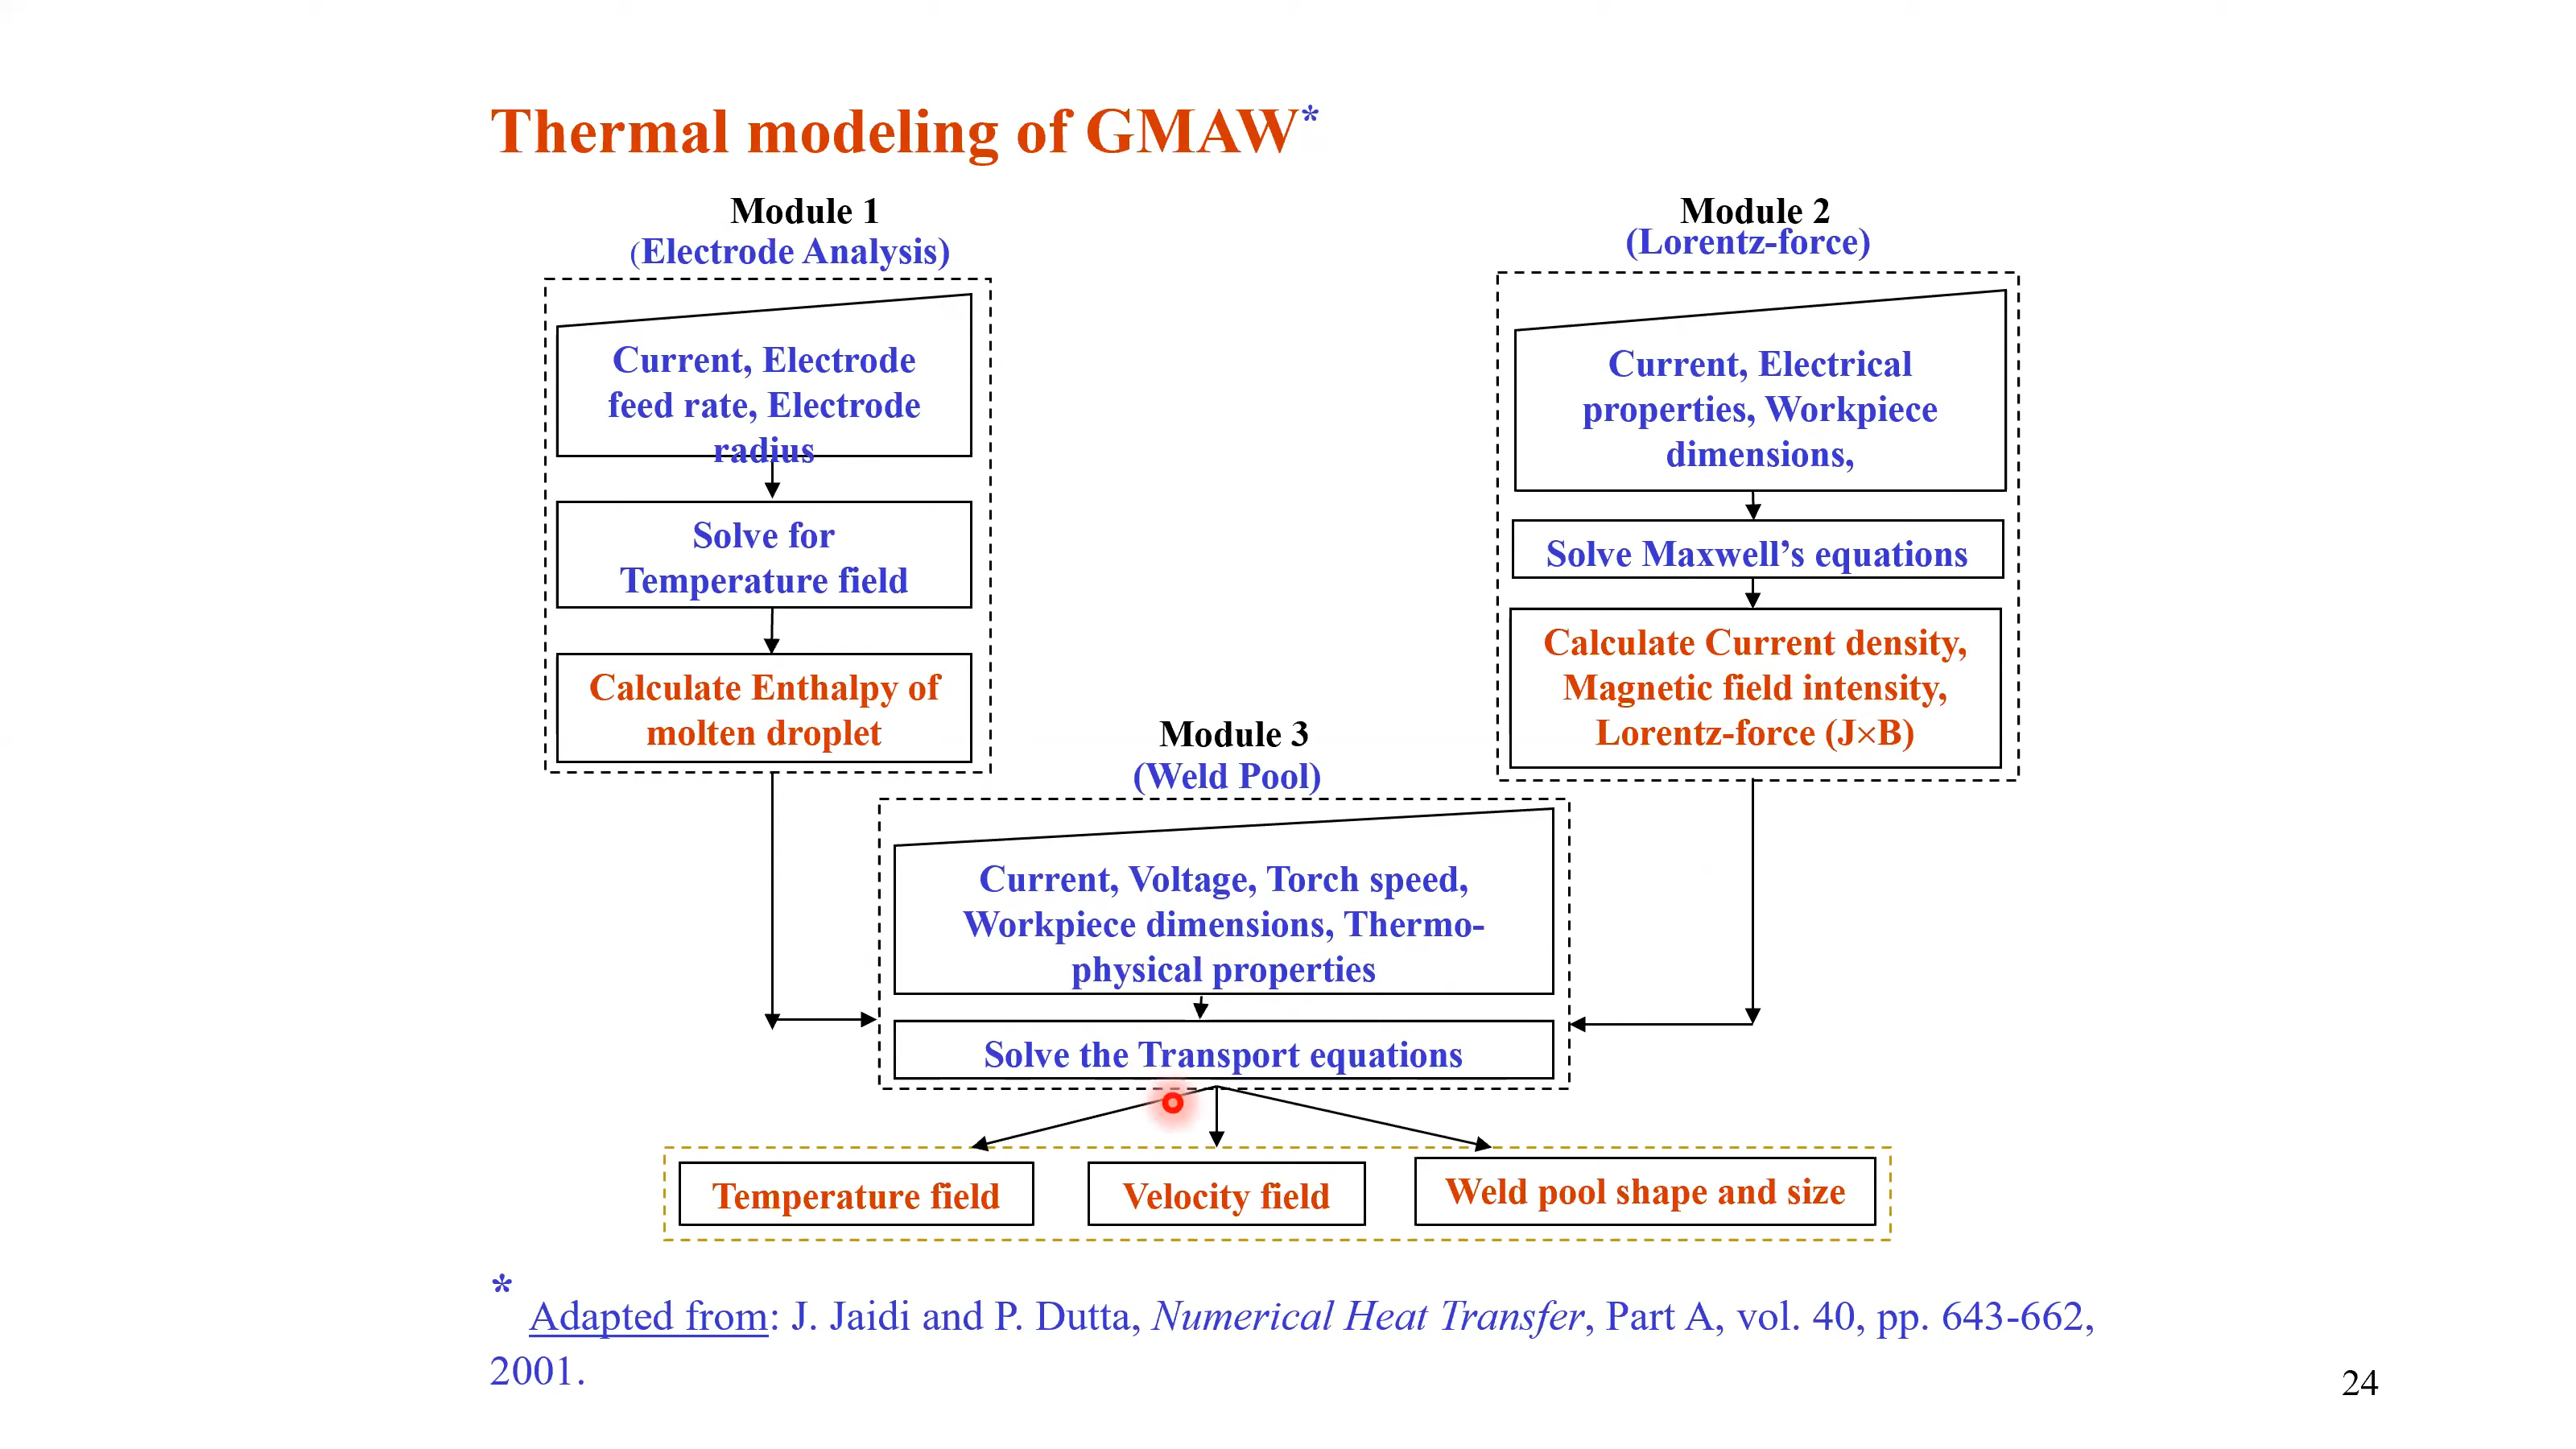 Thermal modeling of GMAW*
Module 1
(Electrode Analysis)
Current, Electrode
feed rate, Electrode
radius
Solve for
Temperature field
Calculate Enthalpy of
molten droplet
Module 2
(Lorentz-force)
Current, Electrical
properties, Workpiece
dimensions,
Solve Maxwell’s equations
Calculate Current density,
Magnetic field intensity,
Lorentz-force (J×B)
Module 3
(Weld Pool)
Current, Voltage, Torch speed,
Workpiece dimensions, Thermo-
physical properties
Solve the Transport equations
Temperature field
Velocity field
Weld pool shape and size
* Adapted from: J. Jaidi and P. Dutta, Numerical Heat Transfer, Part A, vol. 40, pp. 643-662,
2001.
24